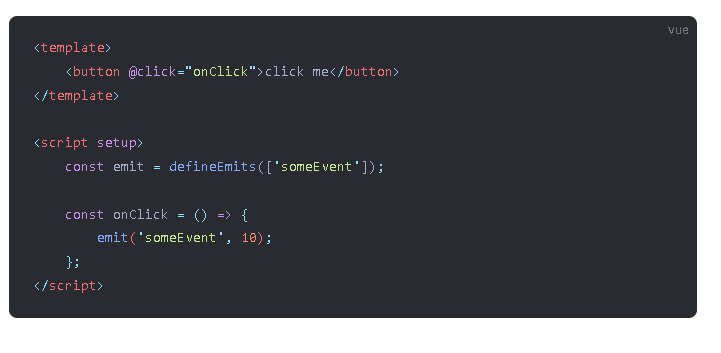 vue
<template>
    <button @click="onClick">click me</button>
</template>

<script setup>
    const emit = defineEmits(['someEvent']);

    const onClick = () => {
        emit('someEvent', 10);
    };
</script>